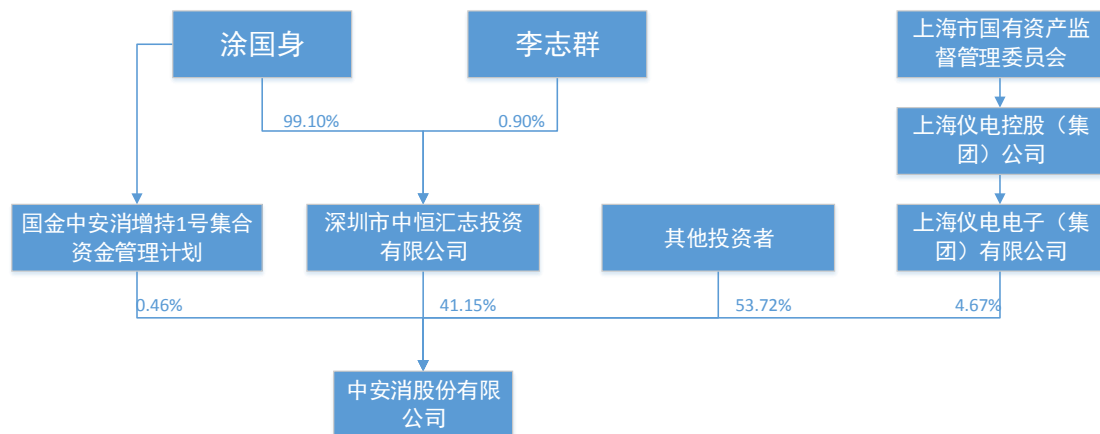 涂国身
李志群
上海市国有资产监
督管理委员会
99.10%
0.90%
上海仪电控股（集
团）公司
国金中安消增持1号集合
资金管理计划
深圳市中恒汇志投资
有限公司
其他投资者
上海仪电电子（集
团）有限公司
0.46%
41.15%
53.72%
4.67%
中安消股份有限
公司